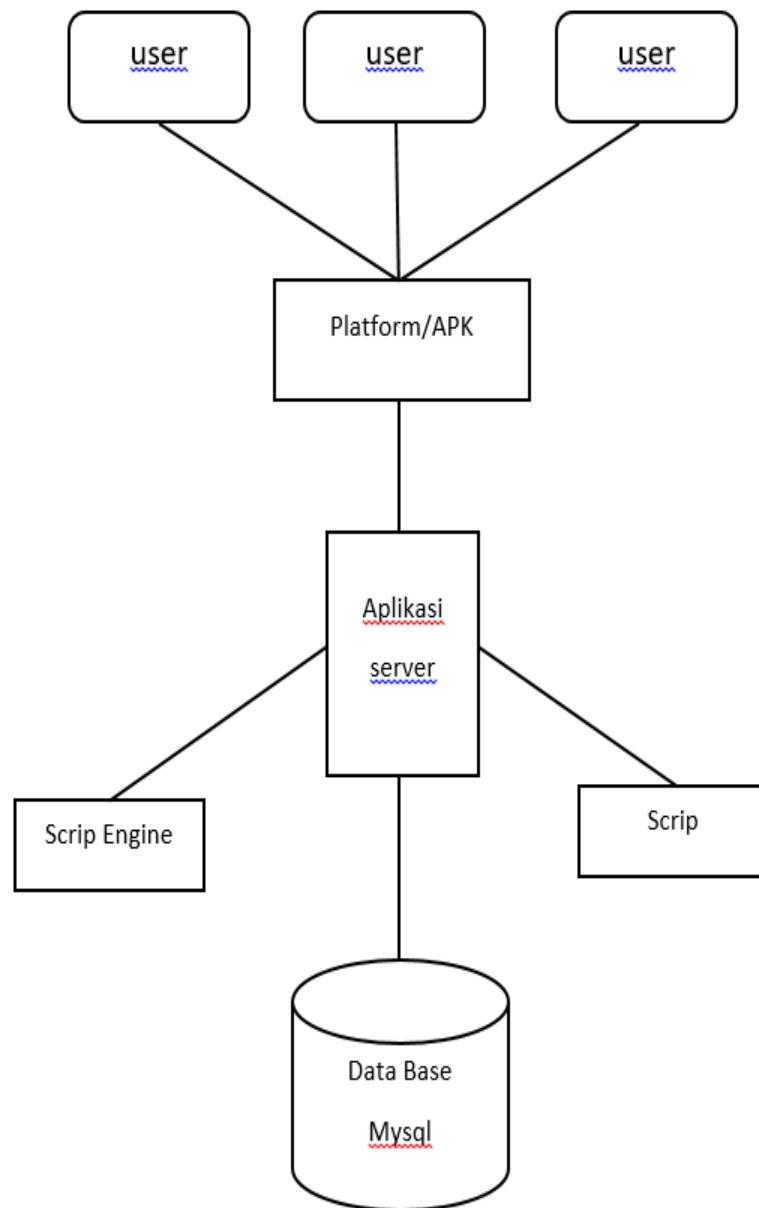 user
user
user
Platform/APK
Aplikasi
server
Scrip Engine
Scrip
Data Base
Mysql